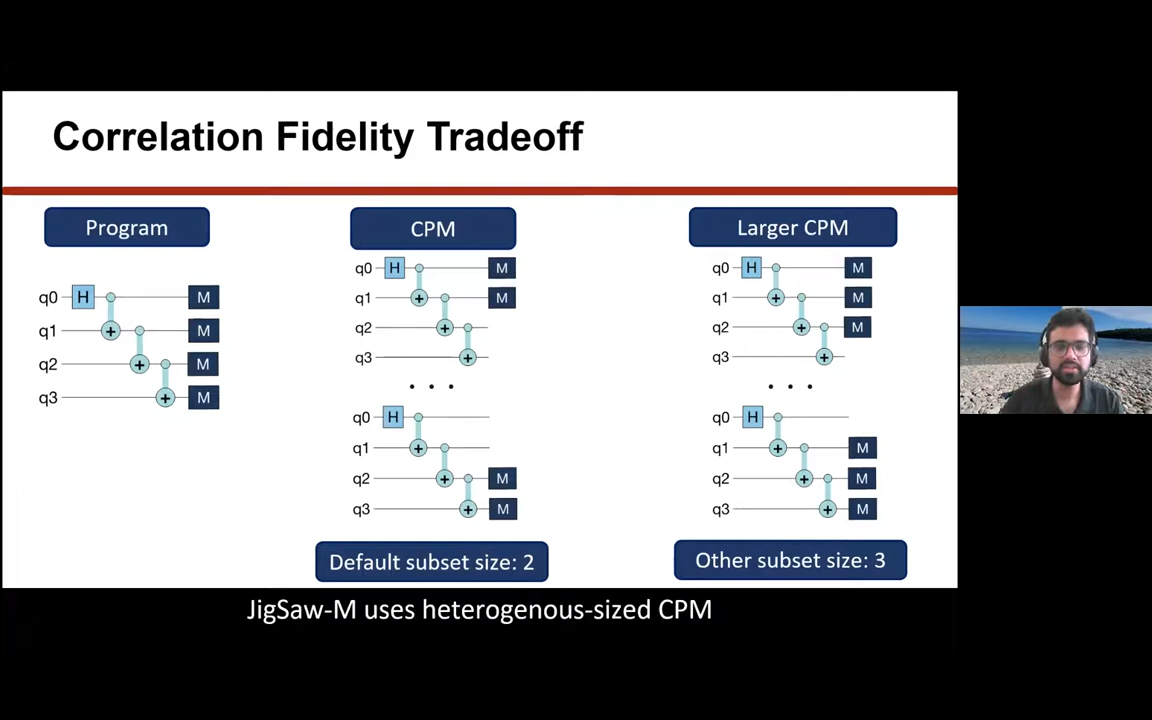 Correlation Fidelity Tradeoff
Program
q0 H M
q1 + M
q2 + M
q3 + M
CPM
q0 H M
q1 + M
q2 +
q3 +
. . .
q0 H
q1 +
q2 + M
q3 + M
Default subset size: 2
Larger CPM
q0 H M
q1 + M
q2 + M
q3 +
. . .
q0 H
q1 + M
q2 + M
q3 + M
Other subset size: 3
JigSaw-M uses heterogenous-sized CPM